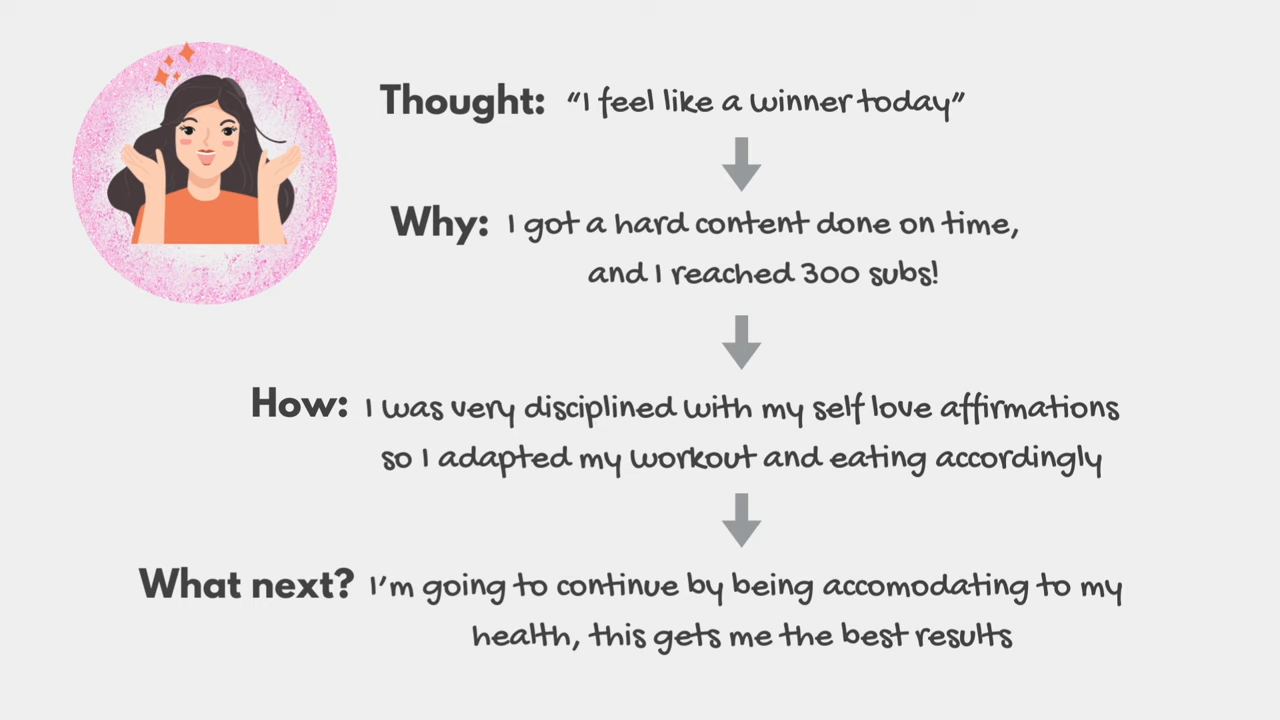 Thought: "I feel like a winner today"
Why: I got a hard content done on time,
and I reached 300 subs!
How: I was very disciplined with my self love affirmations
so I adapted my workout and eating accordingly
What next? I'm going to continue by being accomodating to my
health, this gets me the best results